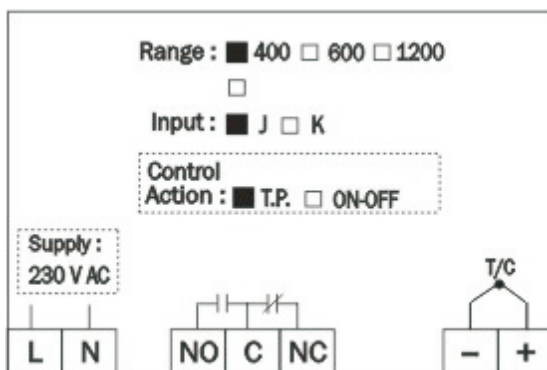 Range : ■ 400 □ 600 □ 1200
□
Input : ■ J □ K
Control
Action : ■ T.P. □ ON-OFF
Supply :
230 V AC
T/C
L N NO C NC - +